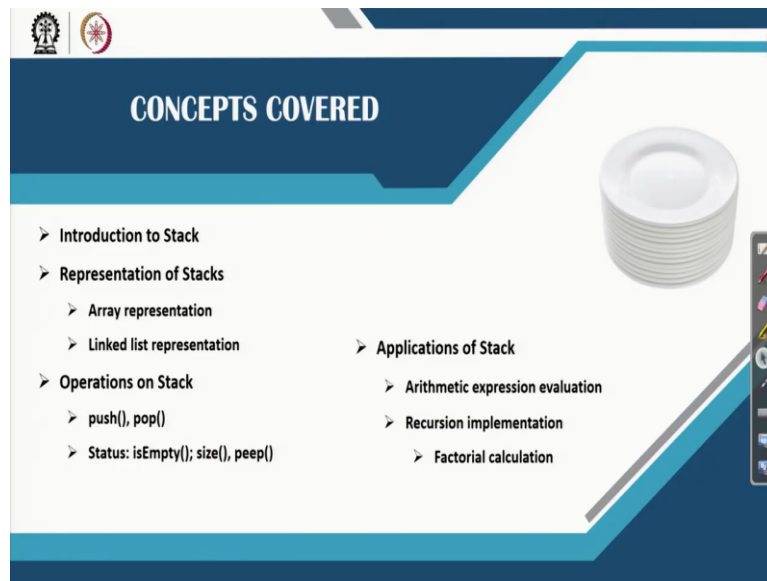 CONCEPTS COVERED
➢ Introduction to Stack
➢ Representation of Stacks
➢ Array representation
➢ Linked list representation
➢ Operations on Stack
➢ push(), pop()
➢ Status: isEmpty(); size(), peep()
➢ Applications of Stack
➢ Arithmetic expression evaluation
➢ Recursion implementation
➢ Factorial calculation